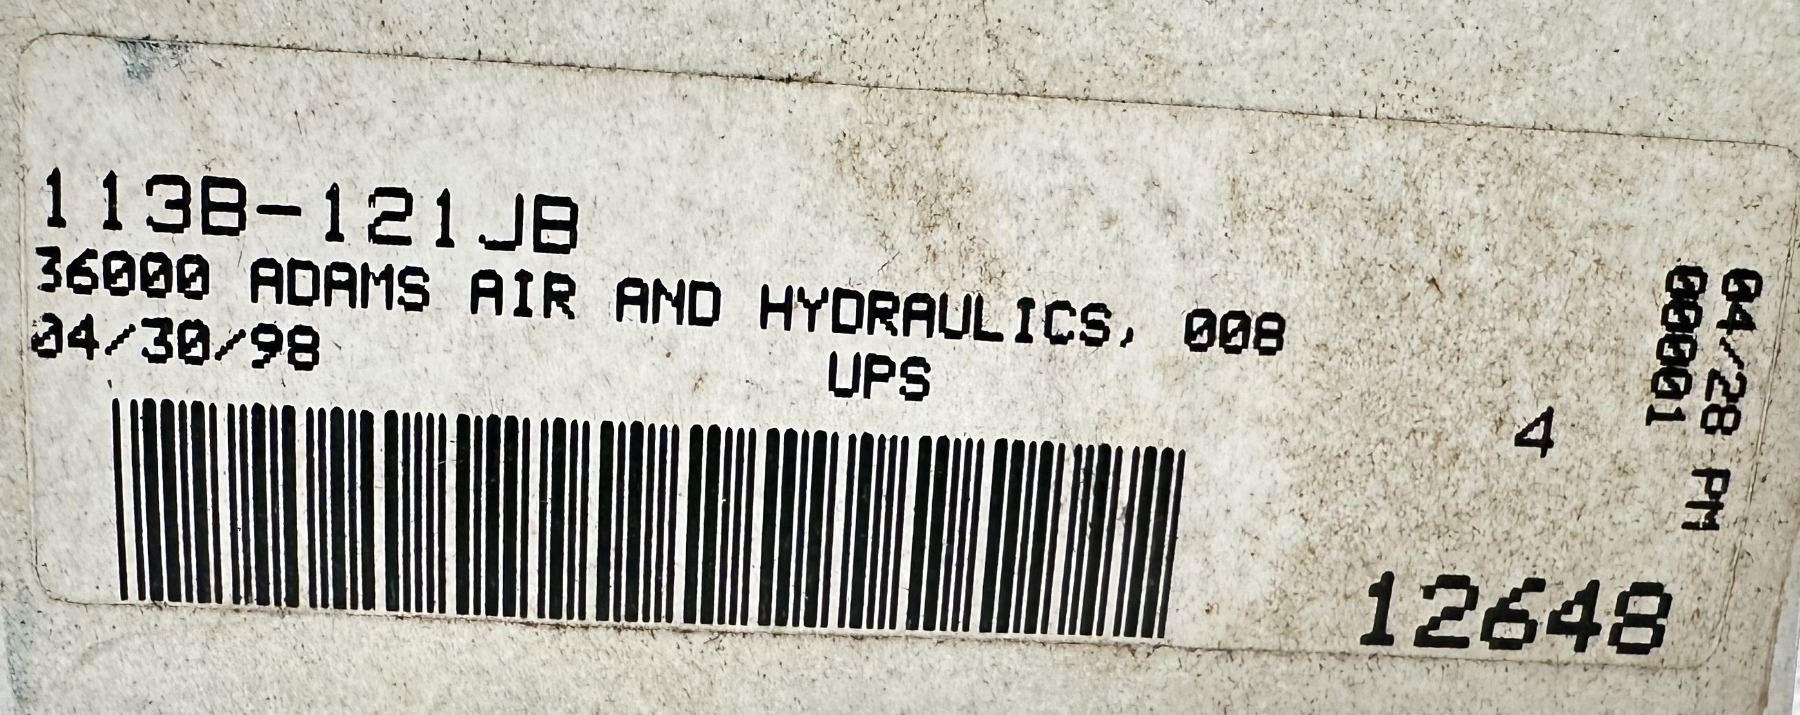 113B-121JB
36000 ADAMS AIR AND HYDRAULICS, 008
04/30/98
UPS
4
12648
04/28 PM
00001